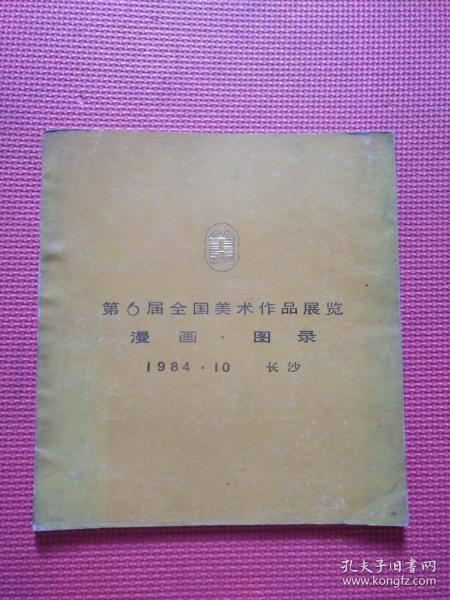 第6届全国美术作品展览
漫画·图录
1984·10 长沙
孔夫子旧书网
www.kongfz.com